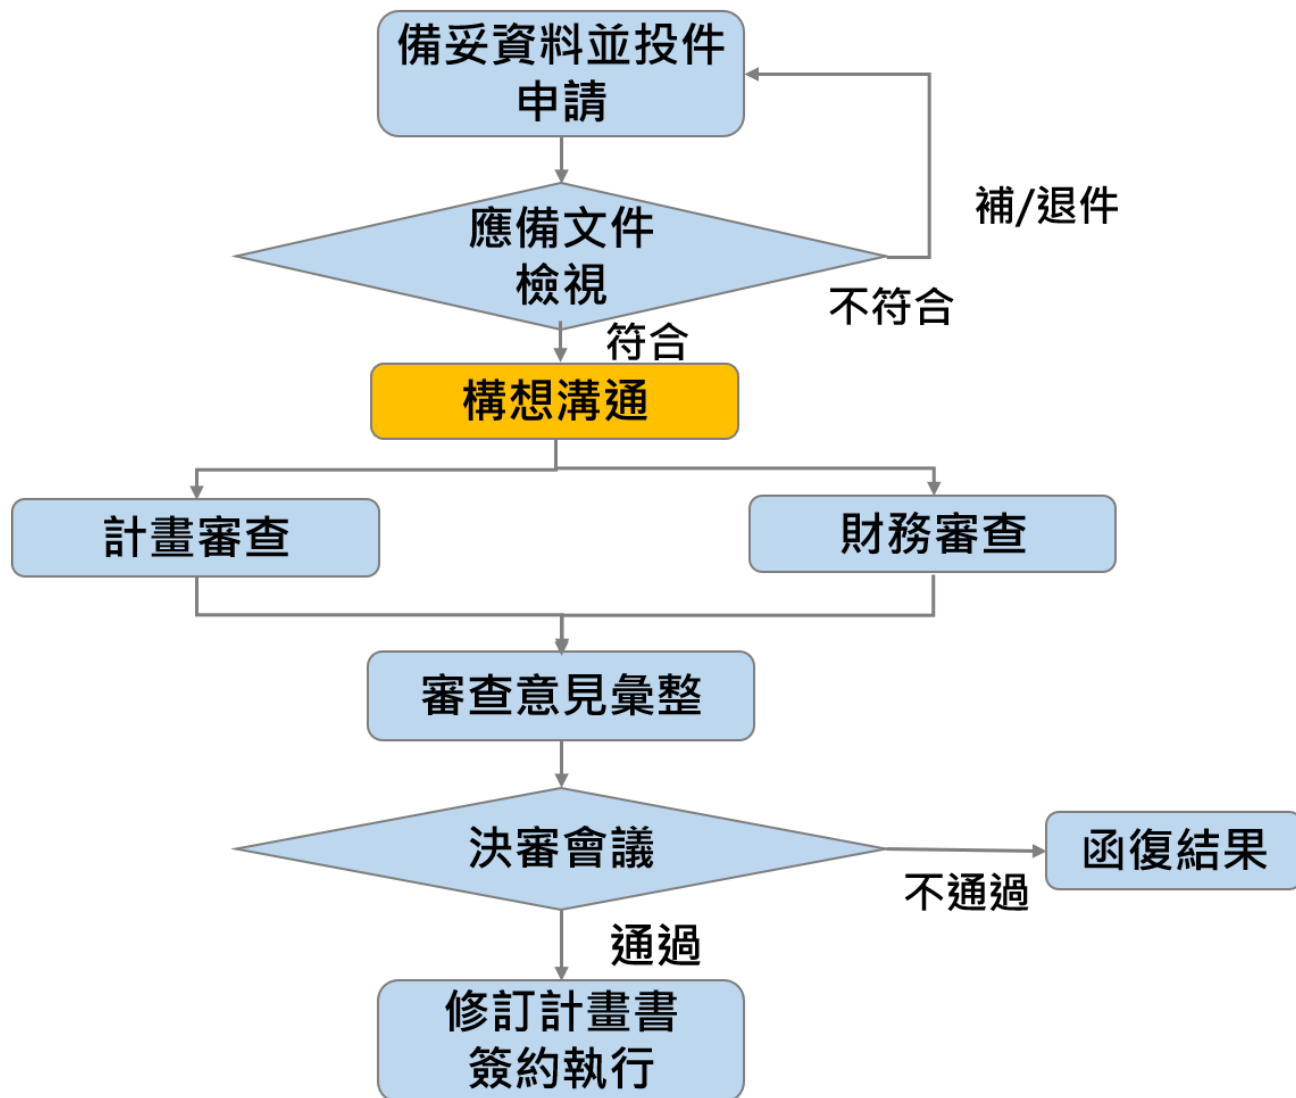 備妥資料並投件
申請
補/退件
應備文件
檢視
不符合
符合
構想溝通
計畫審查
財務審查
審查意見彙整
決審會議
函復結果
不通過
通過
修訂計畫書
簽約執行